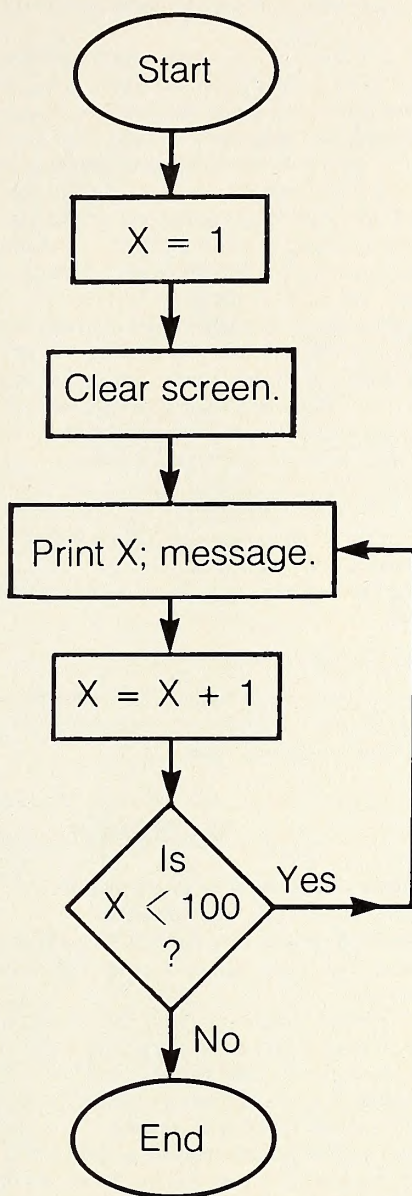 Start
X = 1
Clear screen.
Print X; message.
X = X + 1
Is
X < 100
?
Yes
No
End